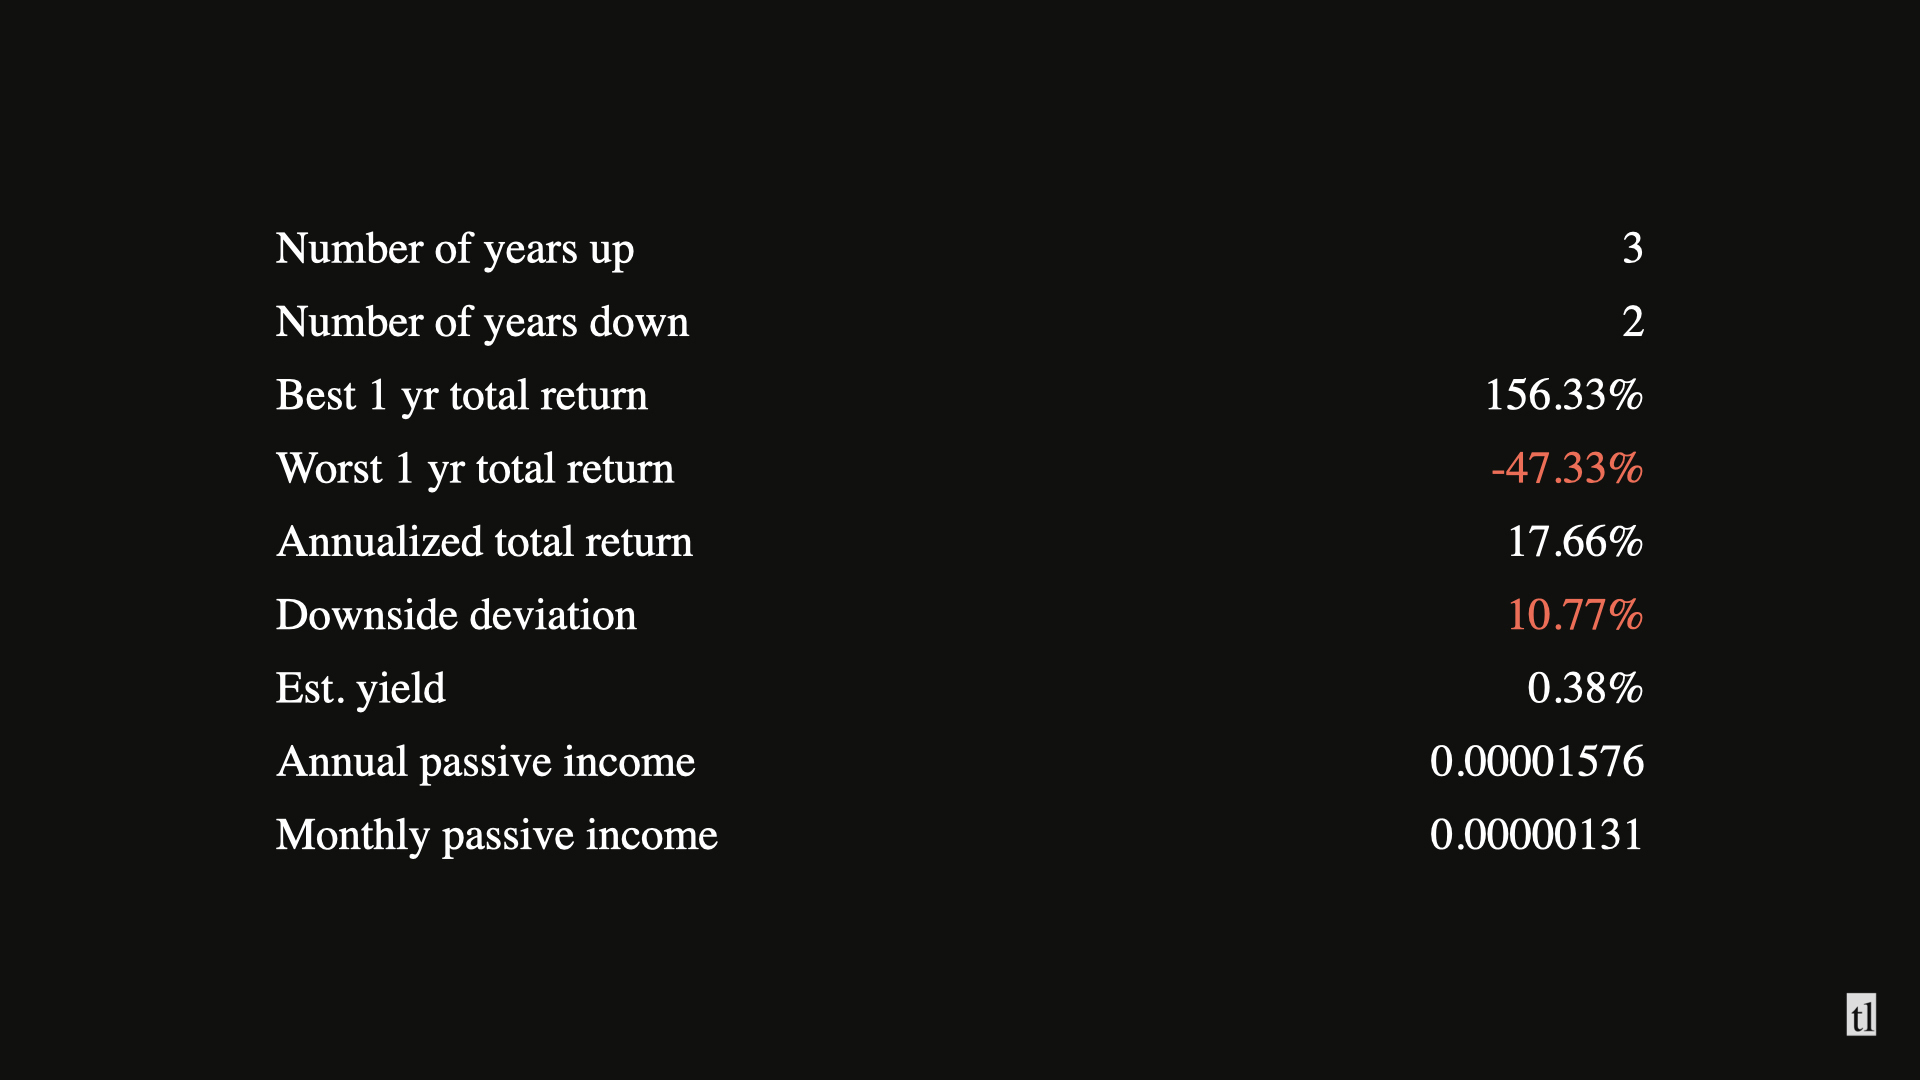 Number of years up 3
Number of years down 2
Best 1 yr total return 156.33%
Worst 1 yr total return -47.33%
Annualized total return 17.66%
Downside deviation 10.77%
Est. yield 0.38%
Annual passive income 0.00001576
Monthly passive income 0.00000131
tl